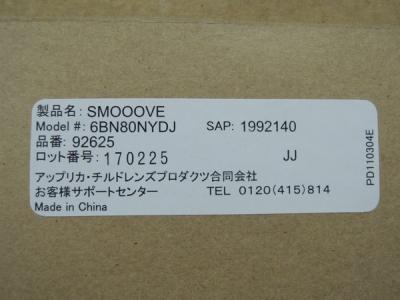 製品名: SMOOOVE
Model #: 6BN80NYDJ SAP: 1992140
品番: 92625
ロット番号: 170225 JJ
アップリカ・チルドレンズプロダクツ合同会社
お客様サポートセンター TEL 0120(415)814
Made in China
PD110304E